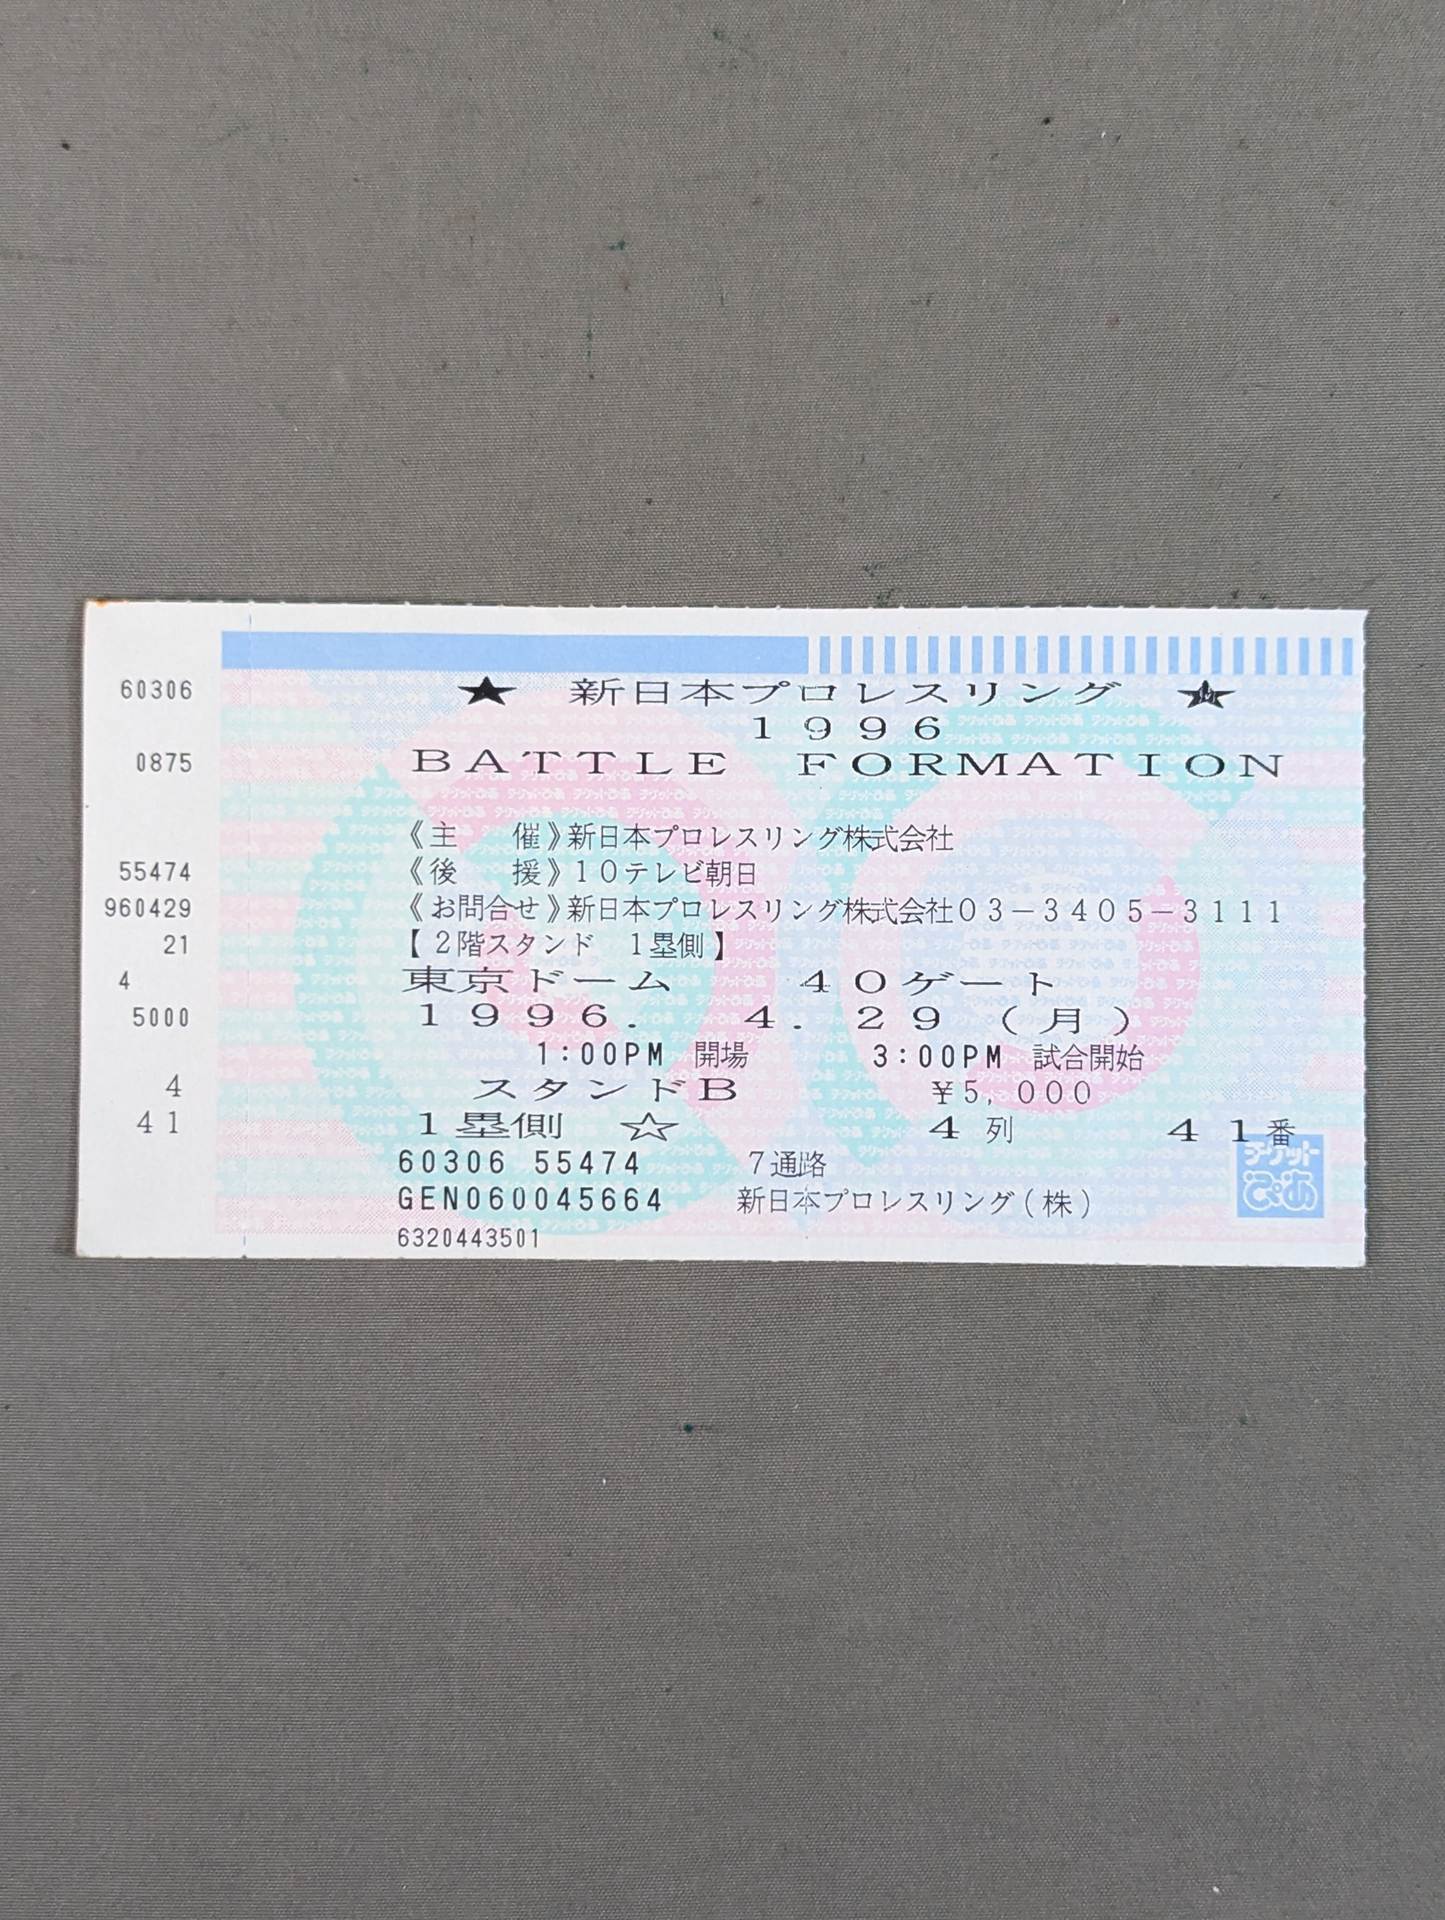 60306
0875
55474
960429
21
4
5000
4
41
★ 新日本プロレスリング ★
1996
BATTLE FORMATION
《主 催》新日本プロレスリング株式会社
《後 援》10テレビ朝日
《お問合せ》新日本プロレスリング株式会社03-3405-3111
【2階スタンド 1塁側】
東京ドーム 40ゲート
1996. 4. 29 (月)
1:00PM 開場 3:00PM 試合開始
スタンドB ¥5,000
1塁側 ☆ 4列 41番
60306 55474 7通路
GEN060045664 新日本プロレスリング(株)
6320443501
チケット
ぴあ